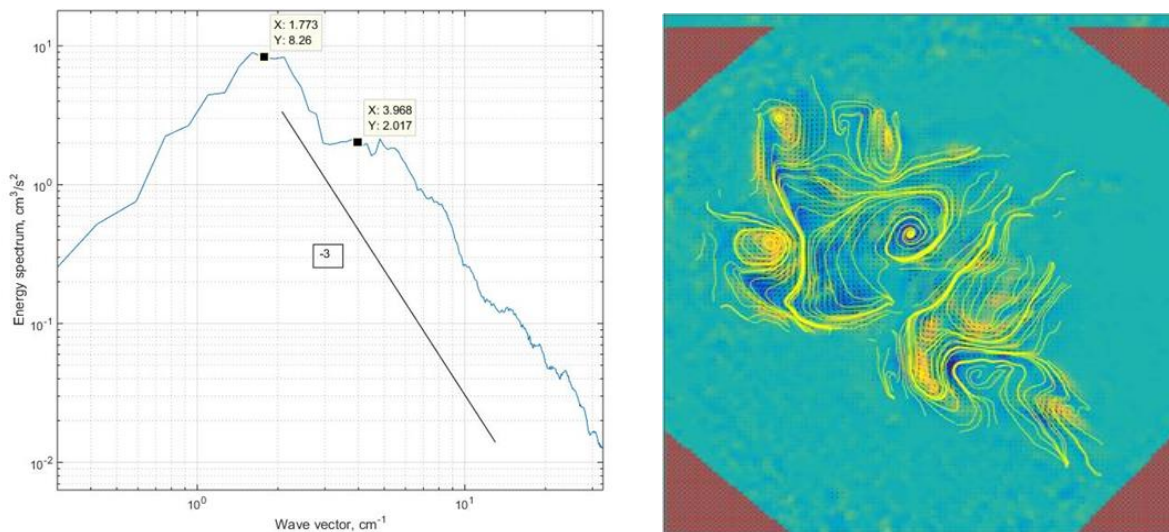 X: 1.773
Y: 8.26
X: 3.968
Y: 2.017
-3
10¹
10⁰
10⁻¹
10⁻²
Energy spectrum, cm³/s²
10⁰
10¹
Wave vector, cm⁻¹